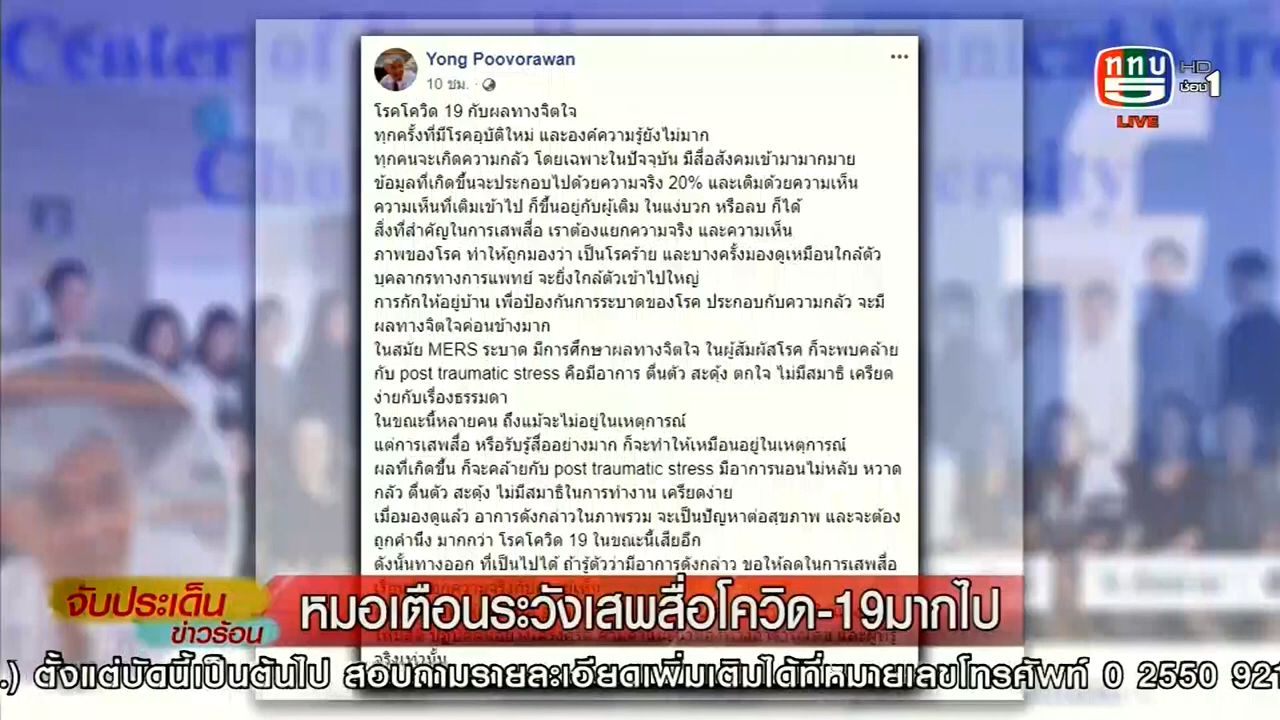 Yong Poovorawan
10 ชม.
โรคโควิด 19 กับผลทางจิตใจ
ทุกครั้งที่มีโรคอุบัติใหม่ และองค์ความรู้ยังไม่มาก
ทุกคนจะเกิดความกลัว โดยเฉพาะในปัจจุบัน มีสื่อสังคมเข้ามามากมาย
ข้อมูลที่เกิดขึ้นจะประกอบไปด้วยความจริง 20% และเติมด้วยความเห็น
ความเห็นที่เติมเข้าไป ก็ขึ้นอยู่กับผู้เติม ในแง่บวก หรือลบ ก็ได้
สิ่งที่สำคัญในการเสพสื่อ เราต้องแยกความจริง และความเห็น
ภาพของโรค ทำให้ถูกมองว่า เป็นโรคร้าย และบางครั้งมองดูเหมือนใกล้ตัว
บุคลากรทางการแพทย์ จะยิ่งใกล้ตัวเข้าไปใหญ่
การกักให้อยู่บ้าน เพื่อป้องกันการระบาดของโรค ประกอบกับความกลัว จะมี
ผลทางจิตใจค่อนข้างมาก
ในสมัย MERS ระบาด มีการศึกษาผลทางจิตใจ ในผู้สัมผัสโรค ก็จะพบคล้าย
กับ post traumatic stress คือมีอาการ ตื่นตัว สะดุ้ง ตกใจ ไม่มีสมาธิ เครียด
ง่ายกับเรื่องธรรมดา
ในขณะนี้หลายคน ถึงแม้จะไม่อยู่ในเหตุการณ์
แต่การเสพสื่อ หรือรับรู้สื่ออย่างมาก ก็จะทำให้เหมือนอยู่ในเหตุการณ์
ผลที่เกิดขึ้น ก็จะคล้ายกับ post traumatic stress มีอาการนอนไม่หลับ หวาด
กลัว ตื่นตัว สะดุ้ง ไม่มีสมาธิในการทำงาน เครียดง่าย
เมื่อมองดูแล้ว อาการดังกล่าวในภาพรวม จะเป็นปัญหาต่อสุขภาพ และจะต้อง
ถูกคำนึง มากกว่า โรคโควิด 19 ในขณะนี้เสียอีก
ดังนั้นทางออก ที่เป็นไปได้ ถ้ารู้ตัวว่ามีอาการดังกล่าว ขอให้ลดในการเสพสื่อ
ททบ 5 HD ช่อง 1
LIVE
จับประเด็น
ข่าวร้อน
หมอเตือนระวังเสพสื่อโควิด-19มากไป
.) ตั้งแต่บัดนี้เป็นต้นไป สอบถามรายละเอียดเพิ่มเติมได้ที่หมายเลขโทรศัพท์ 0 2550 921